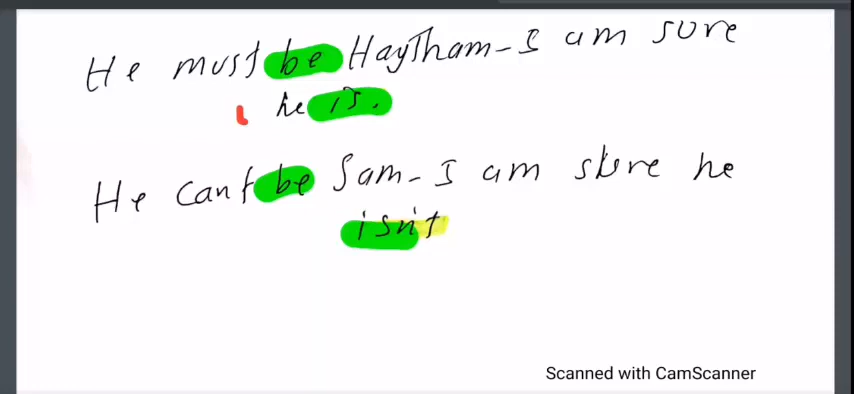 He must be Haytham - I am sure
he is.
He can't be Sam - I am sure he
isn't
Scanned with CamScanner